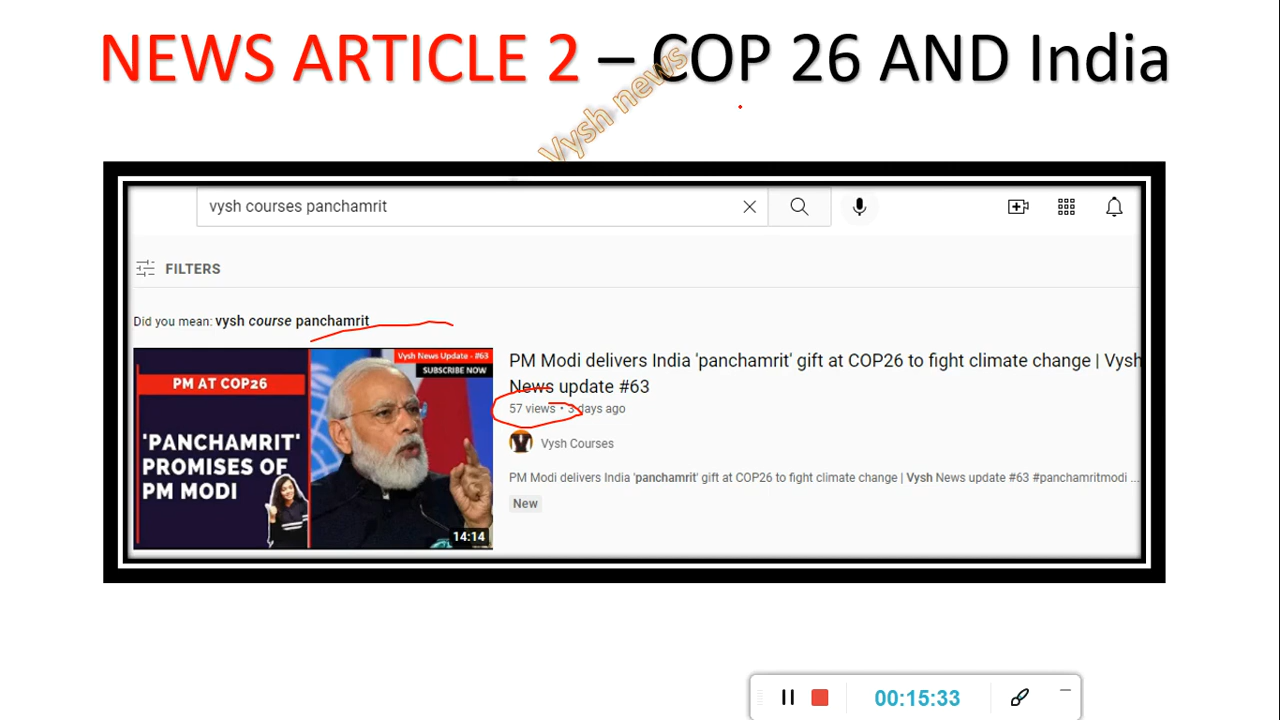 NEWS ARTICLE 2 – COP 26 AND India
Vysh news
vysh courses panchamrit
FILTERS
Did you mean: vysh course panchamrit
Vysh News Update - #63
SUBSCRIBE NOW
PM AT COP26
'PANCHAMRIT'
PROMISES OF
PM MODI
14:14
PM Modi delivers India 'panchamrit' gift at COP26 to fight climate change | Vysh
News update #63
57 views • 3 days ago
Vysh Courses
PM Modi delivers India 'panchamrit' gift at COP26 to fight climate change | Vysh News update #63 #panchamritmodi ...
New
00:15:33